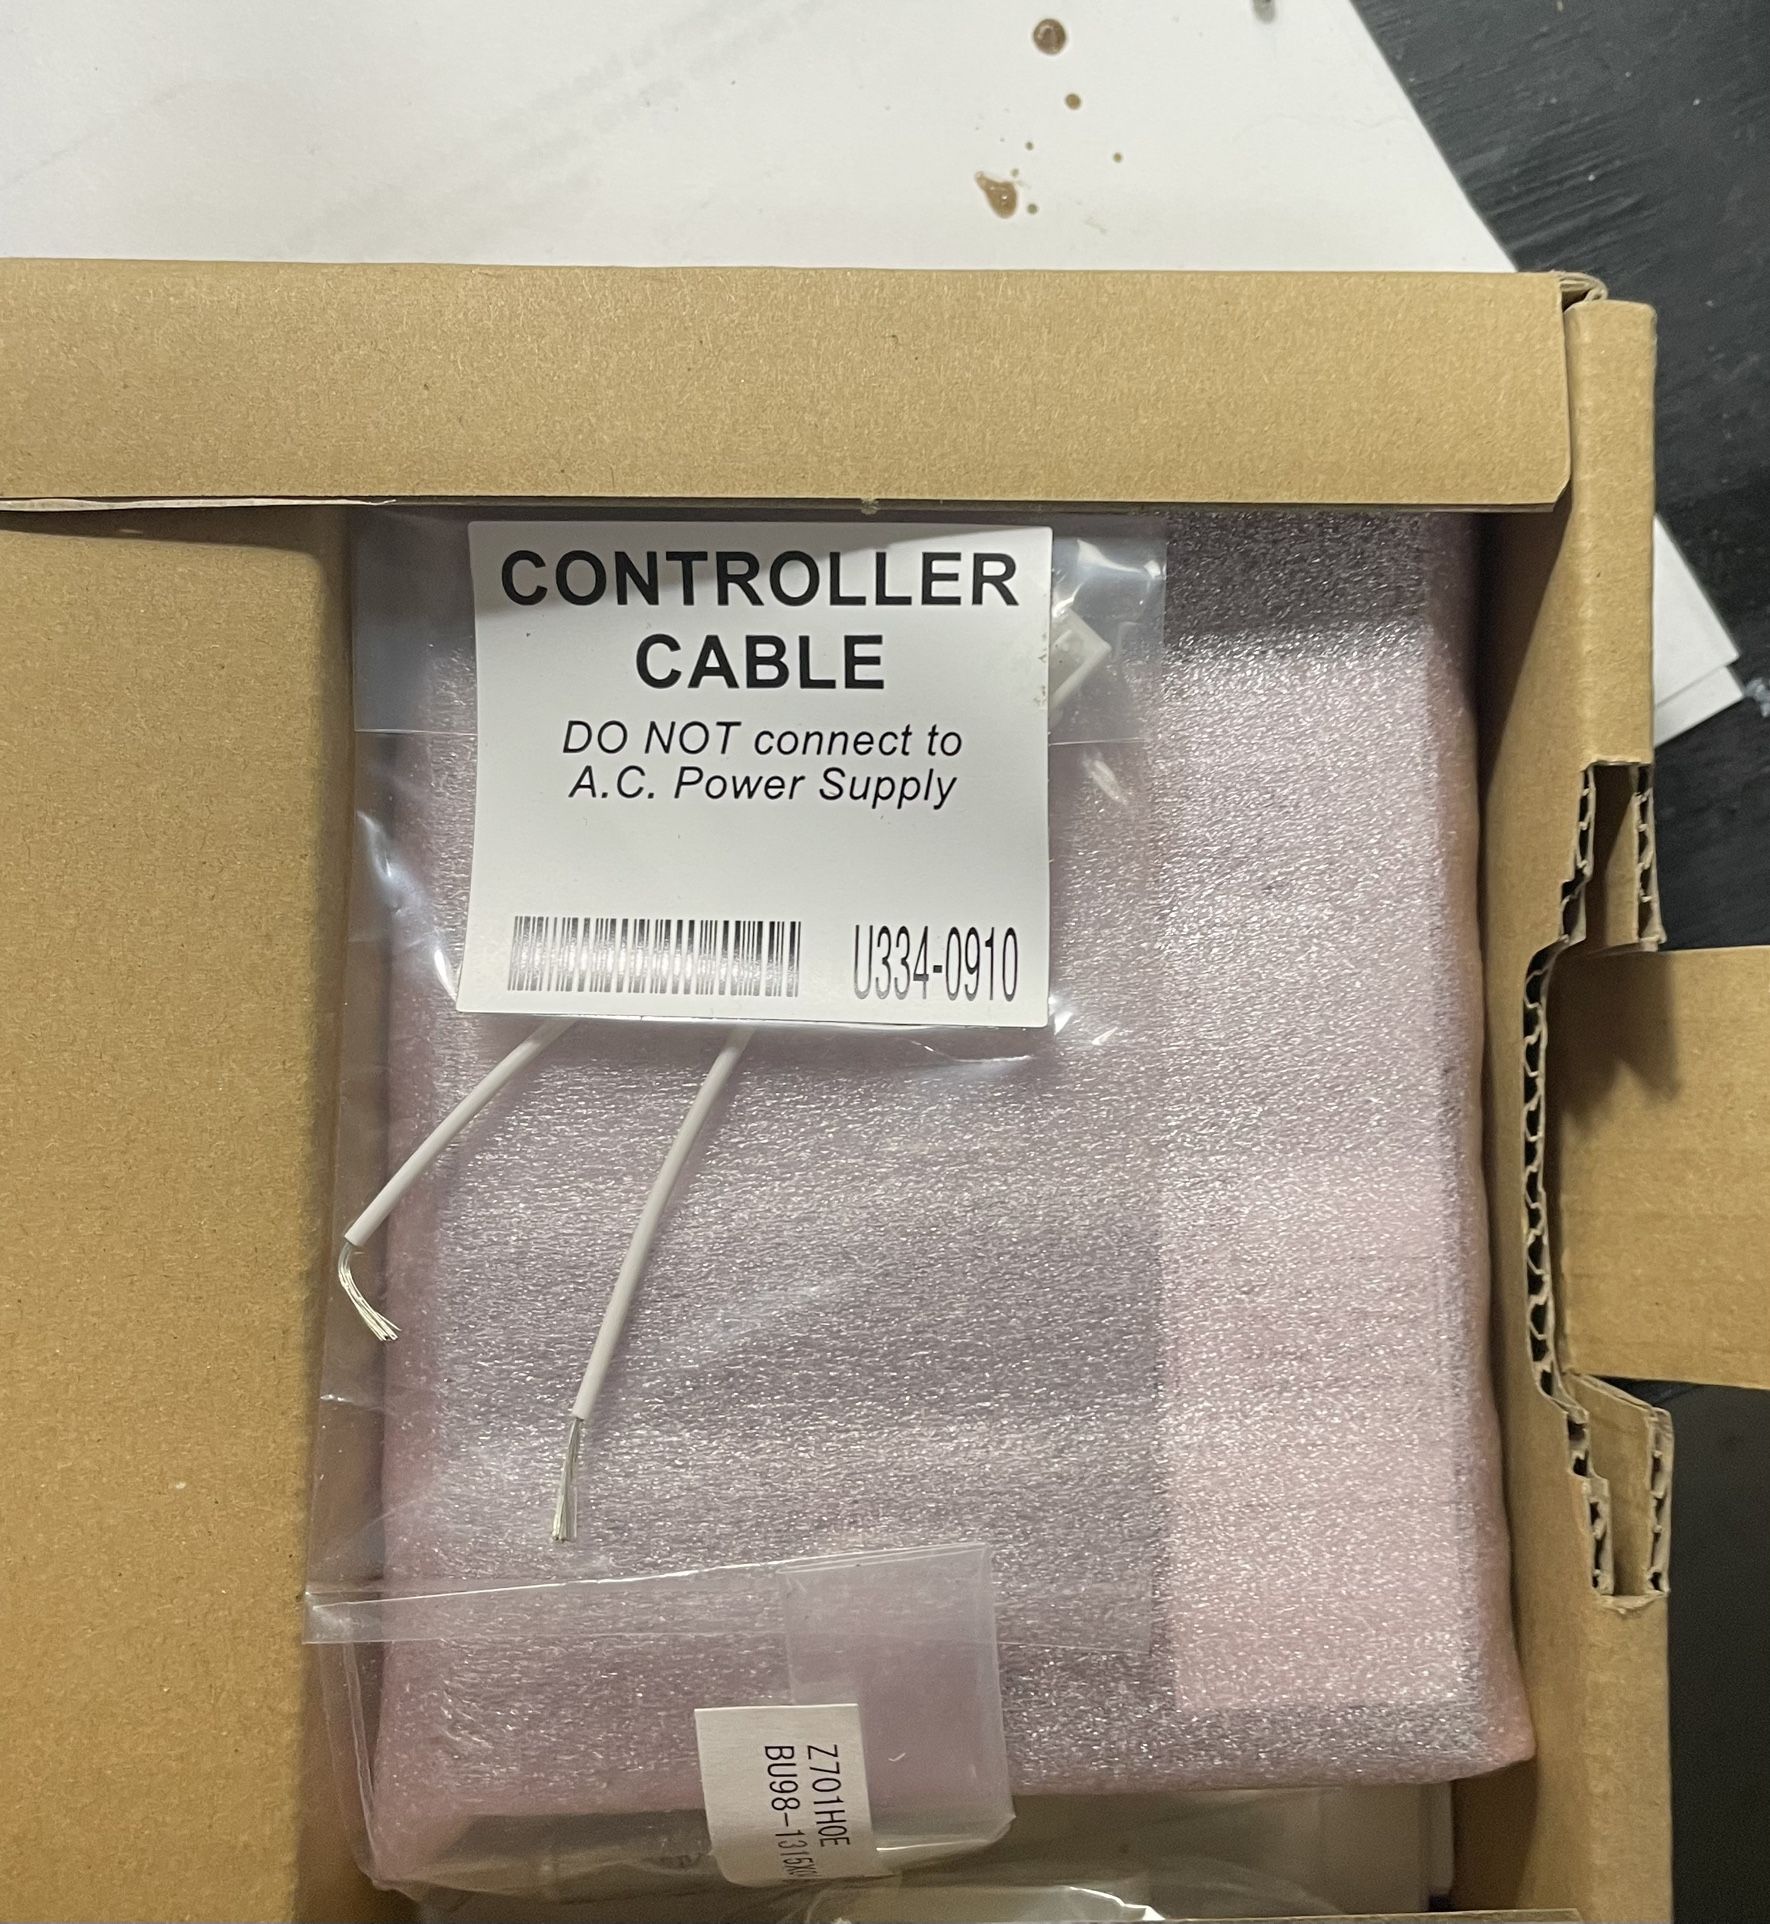 CONTROLLER
CABLE
DO NOT connect to
A.C. Power Supply
U334-0910
Z701H0E